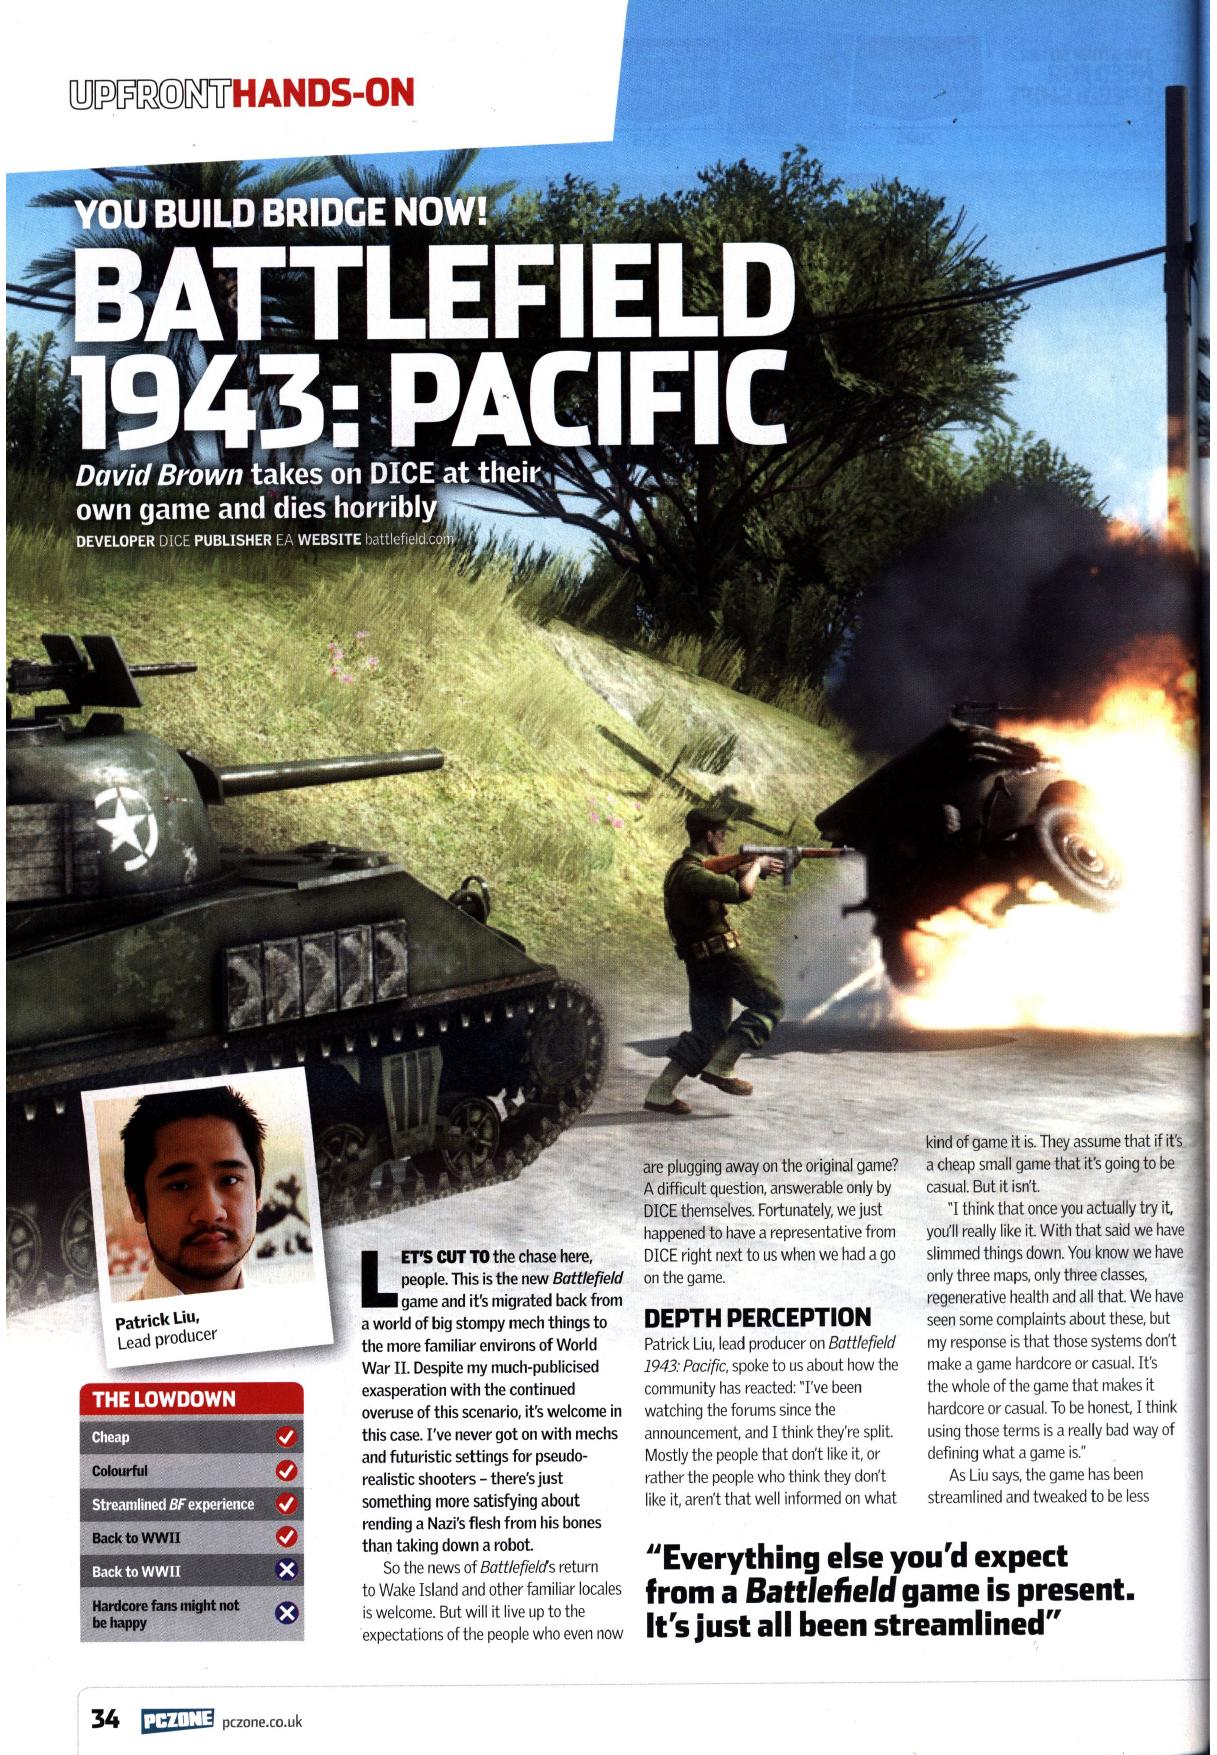 UPFRONTHANDS-ON
YOU BUILD BRIDGE NOW!
BATTLEFIELD
1943: PACIFIC
David Brown takes on DICE at their
own game and dies horribly
DEVELOPER DICE PUBLISHER EA WEBSITE battlefield.com
Patrick Liu,
Lead producer
THE LOWDOWN
Cheap
Colourful
Streamlined BF experience
Back to WWII
Back to WWII
Hardcore fans might not
be happy
LET'S CUT TO the chase here,
people. This is the new Battlefield
game and it's migrated back from
a world of big stompy mech things to
the more familiar environs of World
War II. Despite my much-publicised
exasperation with the continued
overuse of this scenario, it's welcome in
this case. I've never got on with mechs
and futuristic settings for pseudo-
realistic shooters – there's just
something more satisfying about
rending a Nazi's flesh from his bones
than taking down a robot.
So the news of Battlefield's return
to Wake Island and other familiar locales
is welcome. But will it live up to the
expectations of the people who even now
are plugging away on the original game?
A difficult question, answerable only by
DICE themselves. Fortunately, we just
happened to have a representative from
DICE right next to us when we had a go
on the game.
DEPTH PERCEPTION
Patrick Liu, lead producer on Battlefield
1943: Pacific, spoke to us about how the
community has reacted: "I've been
watching the forums since the
announcement, and I think they're split.
Mostly the people that don't like it, or
rather the people who think they don't
like it, aren't that well informed on what
kind of game it is. They assume that if it's
a cheap small game that it's going to be
casual. But it isn't.
"I think that once you actually try it,
you'll really like it. With that said we have
slimmed things down. You know we have
only three maps, only three classes,
regenerative health and all that. We have
seen some complaints about these, but
my response is that those systems don't
make a game hardcore or casual. It's
the whole of the game that makes it
hardcore or casual. To be honest, I think
using those terms is a really bad way of
defining what a game is."
As Liu says, the game has been
streamlined and tweaked to be less
"Everything else you'd expect
from a Battlefield game is present.
It's just all been streamlined"
34 PCZONE pczone.co.uk